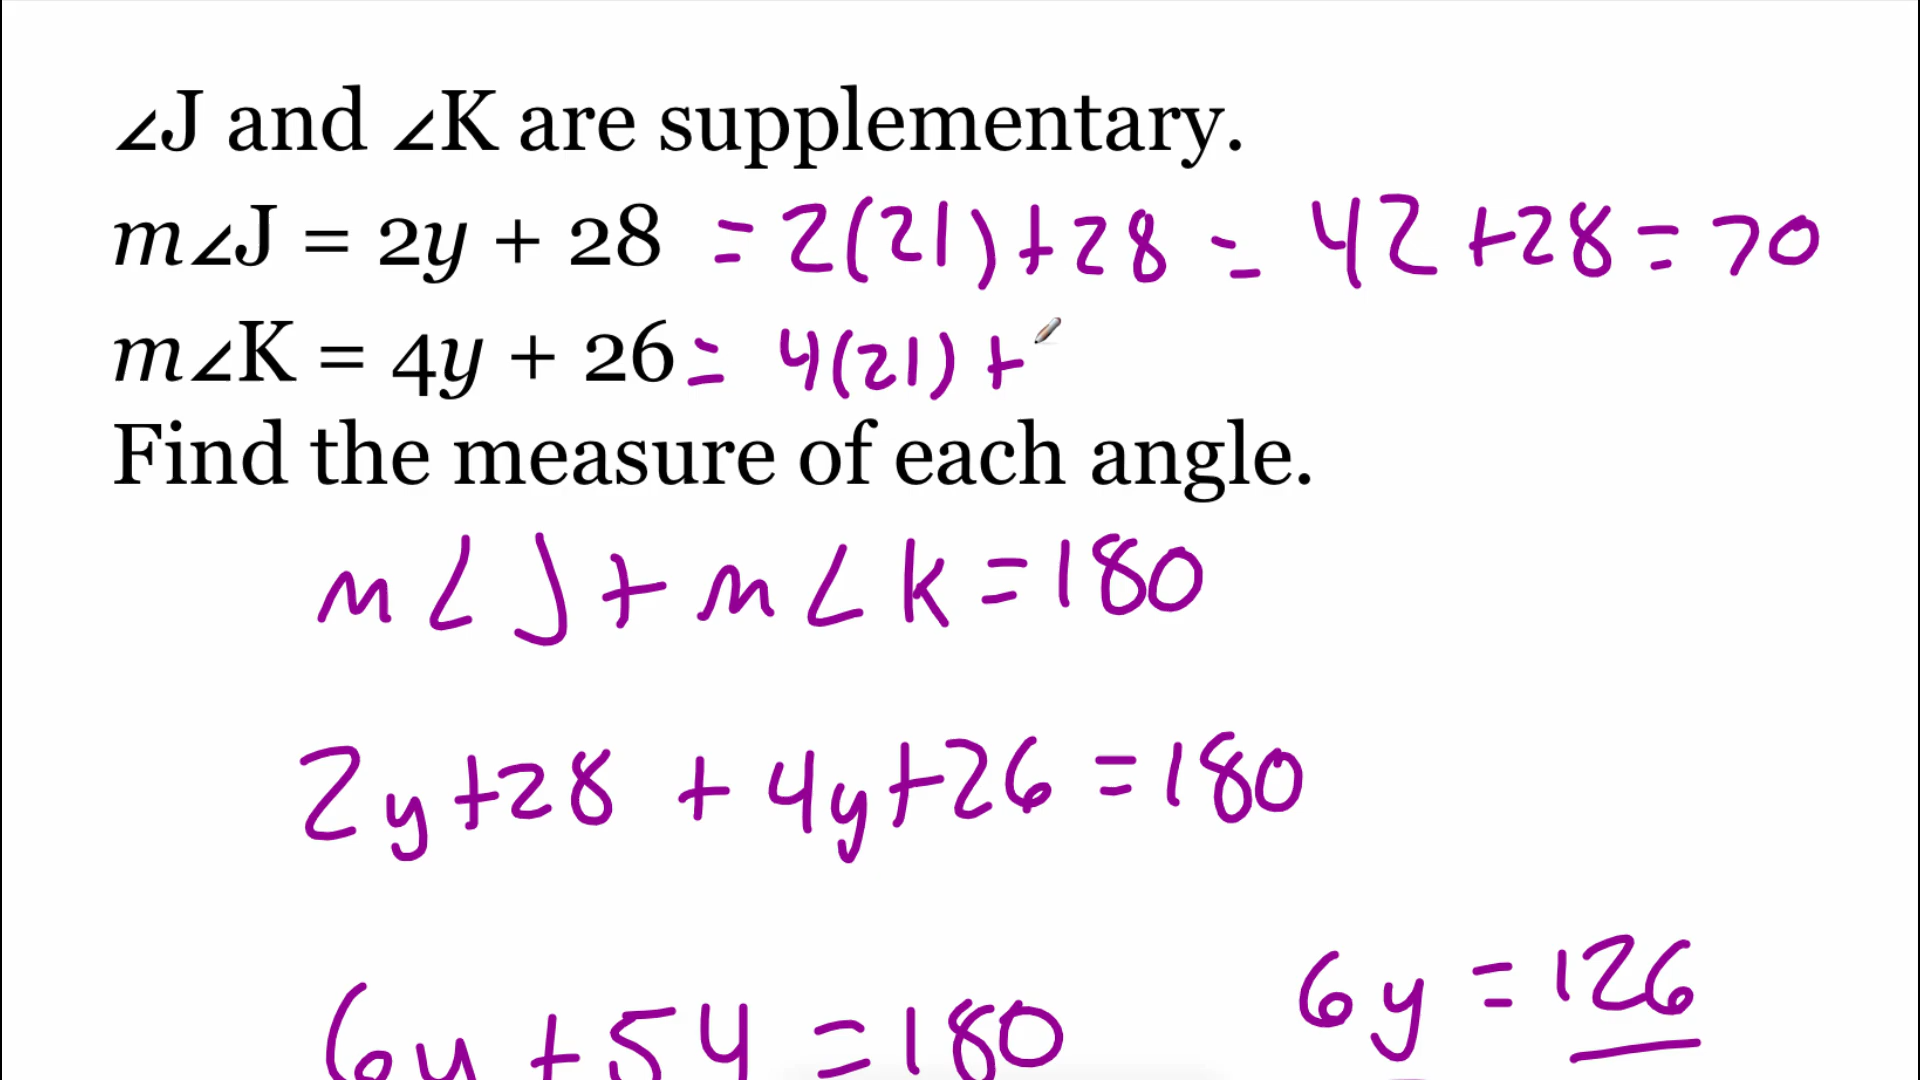 ∠J and ∠K are supplementary.
m∠J = 2y + 28 = 2(21)+28 = 42 +28 = 70
m∠K = 4y + 26 = 4(21) +
Find the measure of each angle.
m∠J + m∠k = 180
2y+28 + 4y+26 = 180
6y = 126
6y + 54 = 180